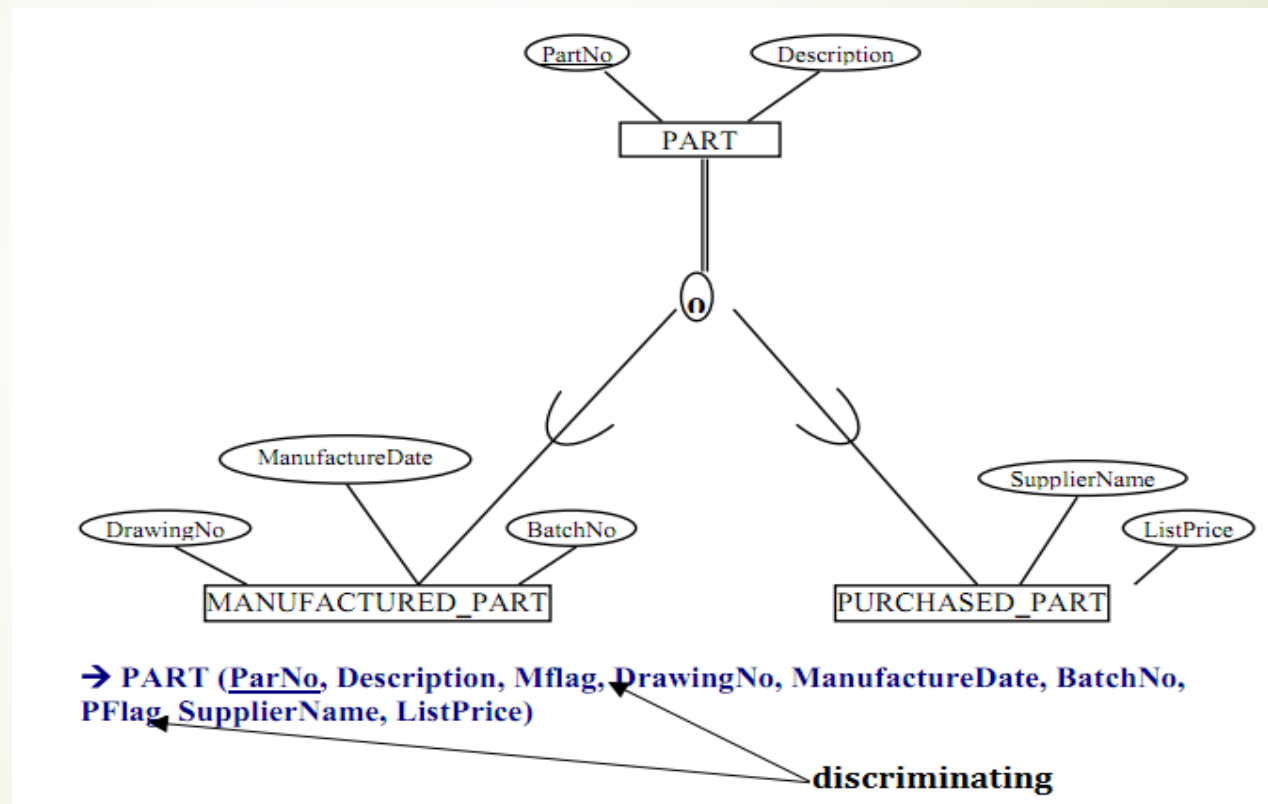 PartNo
Description
PART
o
ManufactureDate
DrawingNo
BatchNo
MANUFACTURED_PART
SupplierName
ListPrice
PURCHASED_PART
➔ PART (ParNo, Description, Mflag, DrawingNo, ManufactureDate, BatchNo,
PFlag, SupplierName, ListPrice)
discriminating